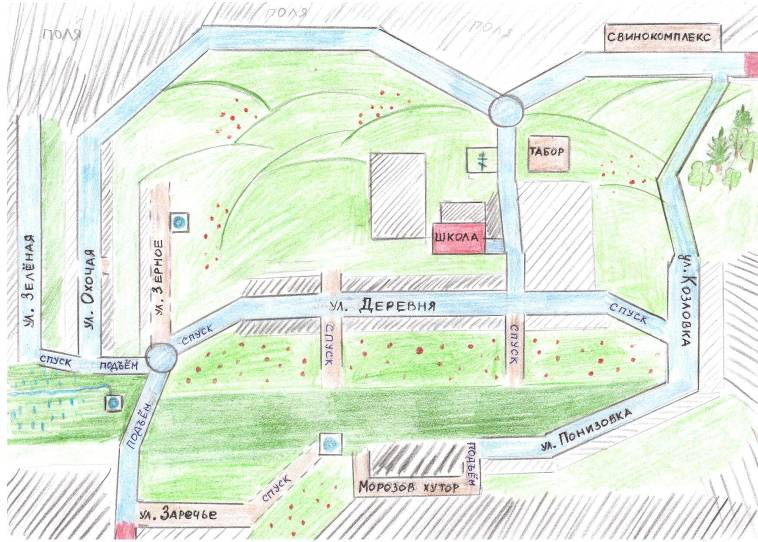 ПОЛЯ
ПОЛЯ
ПОЛЯ
СВИНОКОМПЛЕКС
ТАБОР
ШКОЛА
ул. ЗЕЛЁНАЯ
ул. ОХОЧАЯ
ул. ЗЕРНОЕ
ул. ДЕРЕВНЯ
ул. КОЗЛОВКА
СПУСК
СПУСК
СПУСК
СПУСК
СПУСК
ПОДЪЁМ
ПОДЪЁМ
ул. ПОНИЗОВКА
ПОДЪЁМ
МОРОЗОВ ХУТОР
СПУСК
ул. ЗАРЕЧЬЕ